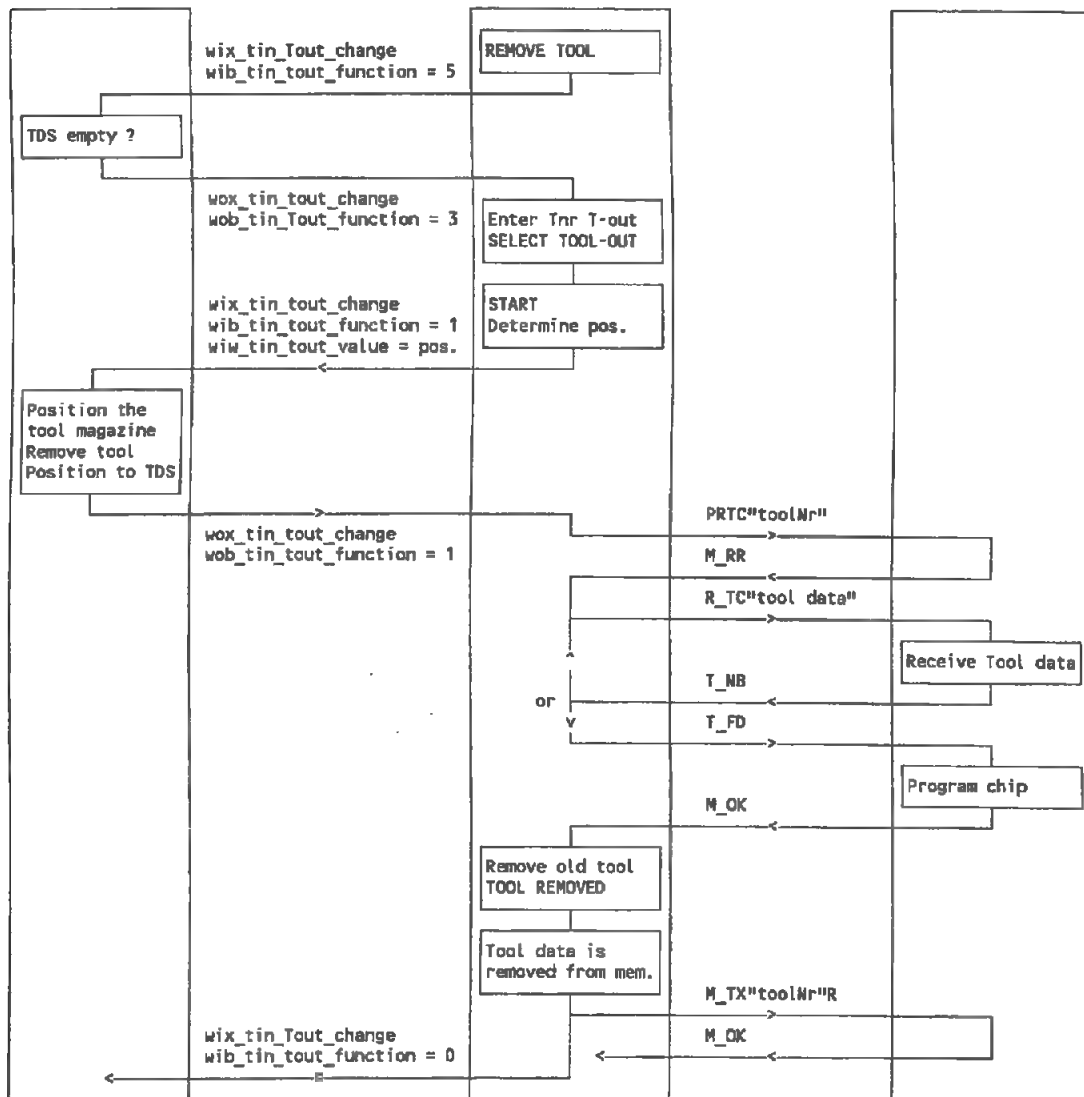 wix_tin_Tout_change
wib_tin_tout_function = 5
REMOVE TOOL
TDS empty ?
wox_tin_tout_change
wob_tin_Tout_function = 3
Enter Tnr T-out
SELECT TOOL-OUT
wix_tin_tout_change
wib_tin_tout_function = 1
wiw_tin_tout_value = pos.
START
Determine pos.
<
Position the
tool magazine
Remove tool
Position to TDS
>
wox_tin_tout_change
wob_tin_tout_function = 1
PRTC"toolNr"
>
M_RR
<
R_TC"tool data"
>
Receive Tool data
T_NB
<
or
T_FD
>
Program chip
M_OK
<
Remove old tool
TOOL REMOVED
Tool data is
removed from mem.
M_TX"toolNr"R
>
M_OK
<
wix_tin_Tout_change
wib_tin_tout_function = 0